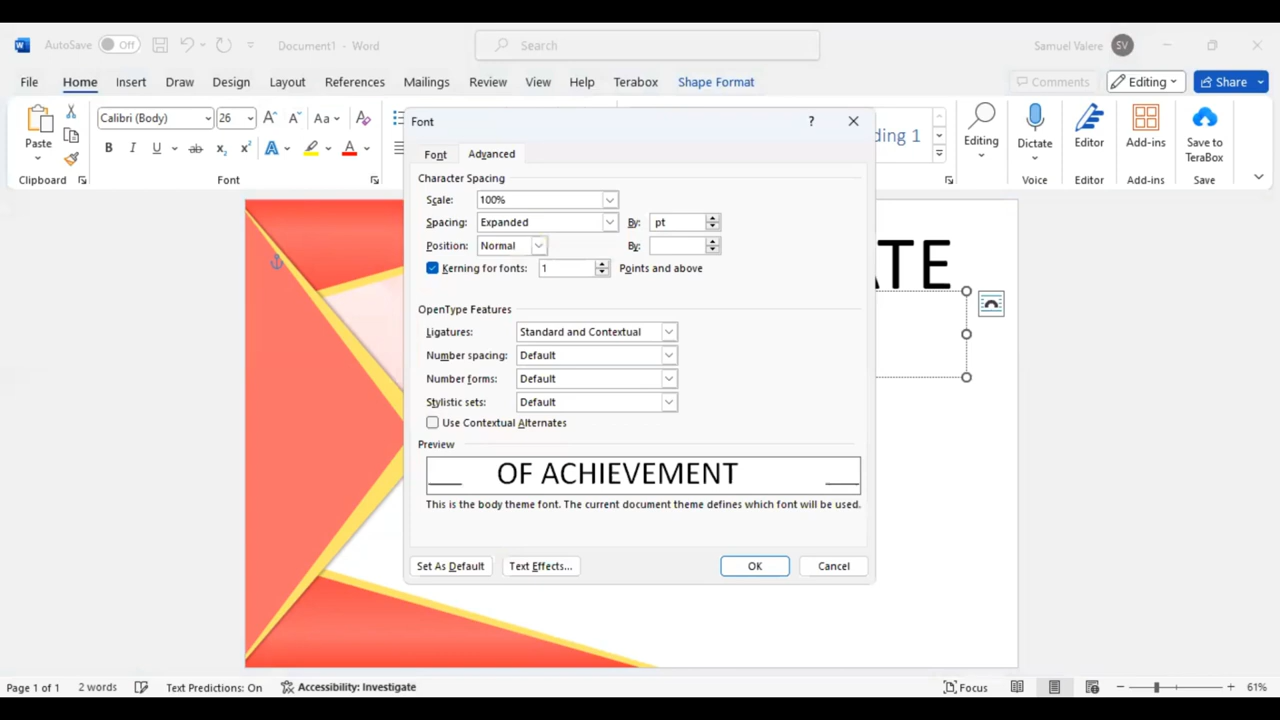 AutoSave Off Document1 - Word Search Samuel Valere SV
File Home Insert Draw Design Layout References Mailings Review View Help Terabox Shape Format Comments Editing Share
Paste Calibri (Body) 26 A A Aa
B I U ab x₂ x² A A
Clipboard Font
ding 1
Editing Dictate Editor Add-ins Save to TeraBox
Voice Editor Add-ins Save
Font ?
Font Advanced
Character Spacing
Scale: 100%
Spacing: Expanded By: pt
Position: Normal By:
Kerning for fonts: 1 Points and above
OpenType Features
Ligatures: Standard and Contextual
Number spacing: Default
Number forms: Default
Stylistic sets: Default
Use Contextual Alternates
Preview
OF ACHIEVEMENT
This is the body theme font. The current document theme defines which font will be used.
Set As Default Text Effects... OK Cancel
ATE
Page 1 of 1 2 words Text Predictions: On Accessibility: Investigate Focus 61%